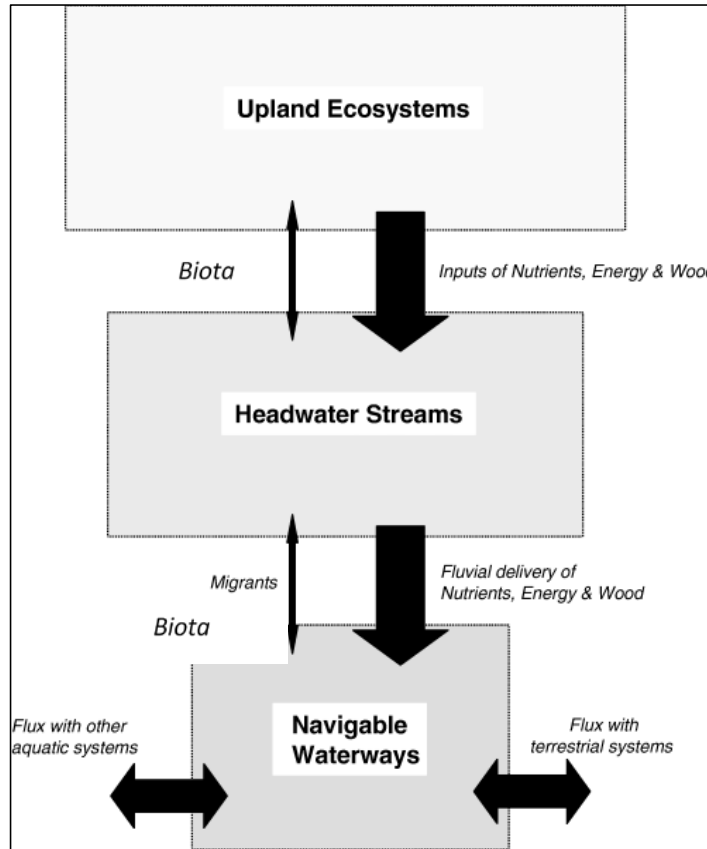 Upland Ecosystems
Biota
Inputs of Nutrients, Energy & Wood
Headwater Streams
Migrants
Fluvial delivery of
Nutrients, Energy & Wood
Biota
Flux with other
aquatic systems
Navigable
Waterways
Flux with
terrestrial systems